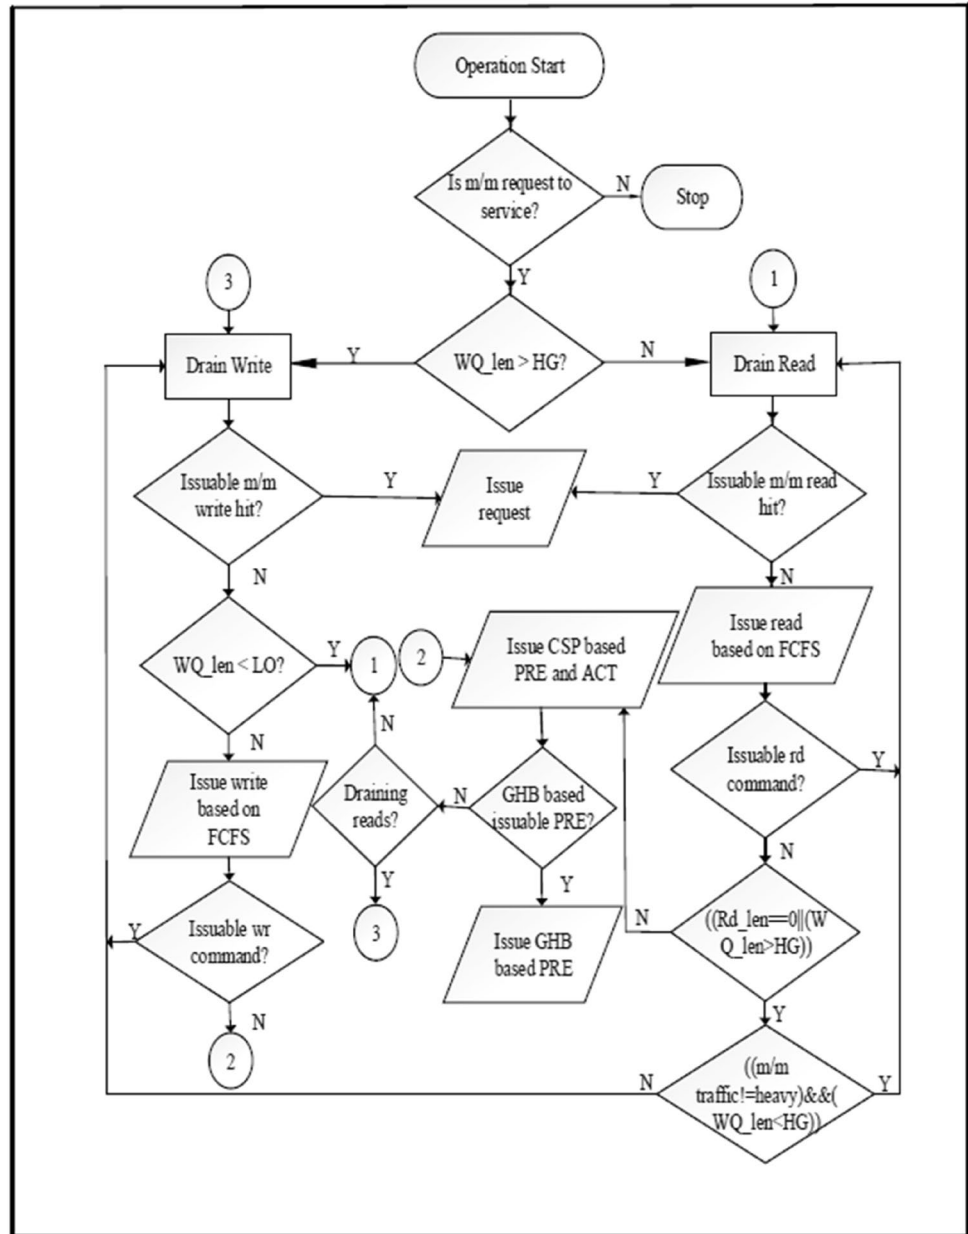 Operation Start
Is m/m request to
service?
N
Stop
Y
3
1
Drain Write
Y
WQ_len > HG?
N
Drain Read
Issuable m/m
write hit?
Y
Issue
request
Y
Issuable m/m read
hit?
N
N
Issue read
based on FCFS
WQ_len < LO?
Y
1
2
Issue CSP based
PRE and ACT
N
N
Issuable rd
command?
Y
Issue write
based on
FCFS
Draining
reads?
N
GHB based
issuable PRE?
N
Y
Y
Y
Issuable wr
command?
3
Issue GHB
based PRE
N
((Rd_len==0||(W
Q_len>HG))
N
Y
2
N
((m/m
traffic!=heavy)&&(
WQ_len<HG))
Y